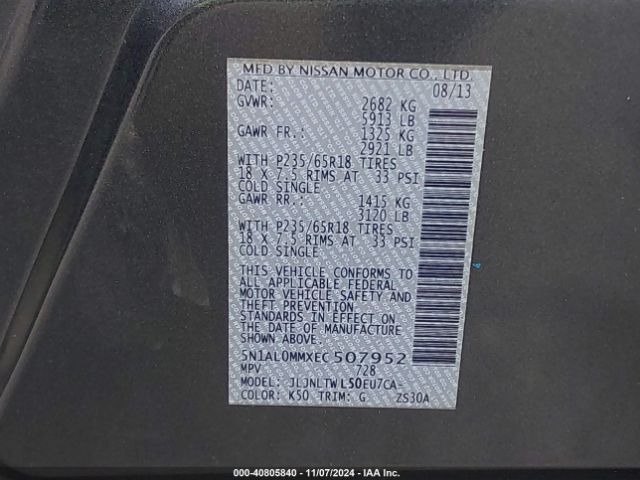 MFD BY NISSAN MOTOR CO., LTD.
DATE: 08/13
GVWR: 2682 KG
5913 LB
GAWR FR.: 1325 KG
2921 LB
WITH P235/65R18 TIRES
18 X 7.5 RIMS AT 33 PSI
COLD SINGLE
GAWR RR.: 1415 KG
3120 LB
WITH P235/65R18 TIRES
18 X 7.5 RIMS AT 33 PSI
COLD SINGLE
THIS VEHICLE CONFORMS TO
ALL APPLICABLE FEDERAL
MOTOR VEHICLE SAFETY AND
THEFT PREVENTION
STANDARDS IN EFFECT ON
THE DATE OF MANUFACTURE
SHOWN ABOVE.
5N1AL0MMXEC507952
MPV 728
MODEL: JLJNLTWL50EU7CA-
COLOR: K50 TRIM: G ZS30A
000-40805840 - 11/07/2024 - IAA Inc.